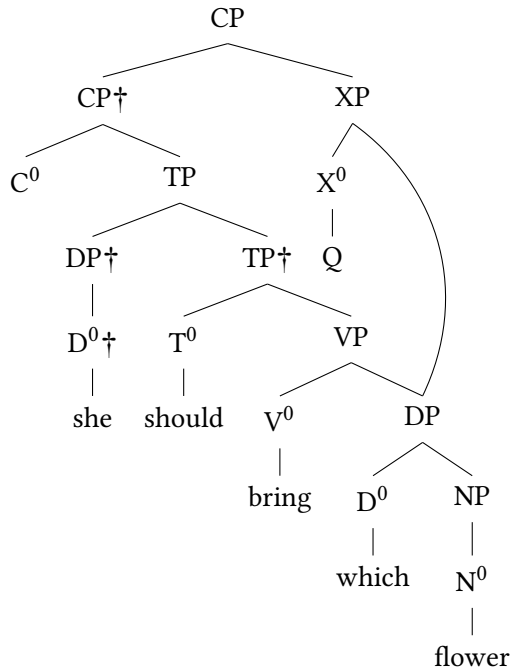 CP
CP† XP
C⁰ TP X⁰
DP† TP† Q
D⁰† T⁰ VP
she should V⁰ DP
bring D⁰ NP
which N⁰
flower